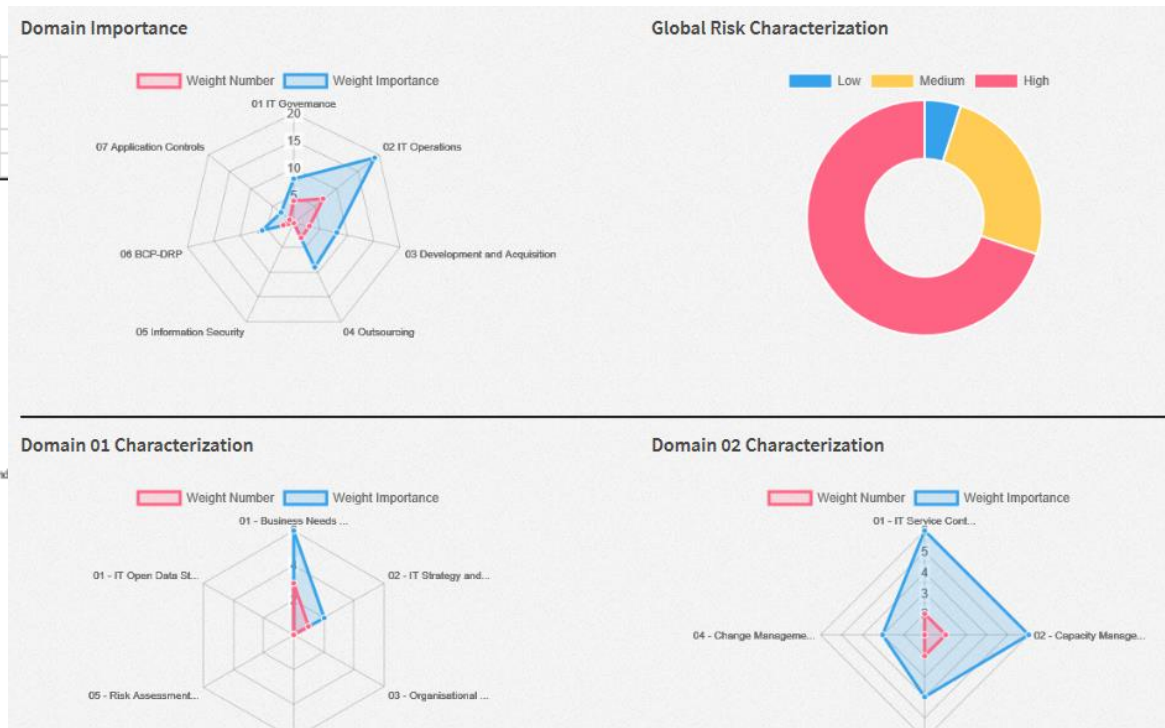 Domain Importance
Weight Number Weight Importance
01 IT Governance
20
15
10
5
07 Application Controls
02 IT Operations
06 BCP-DRP
03 Development and Acquisition
05 Information Security
04 Outsourcing
Global Risk Characterization
Low Medium High
Domain 01 Characterization
Weight Number Weight Importance
01 - Business Needs ...
01 - IT Open Data St...
02 - IT Strategy and...
05 - Risk Assessment...
03 - Organisational ...
Domain 02 Characterization
Weight Number Weight Importance
01 - IT Service Cont...
5
4
3
04 - Change Manageme...
02 - Capacity Manage...